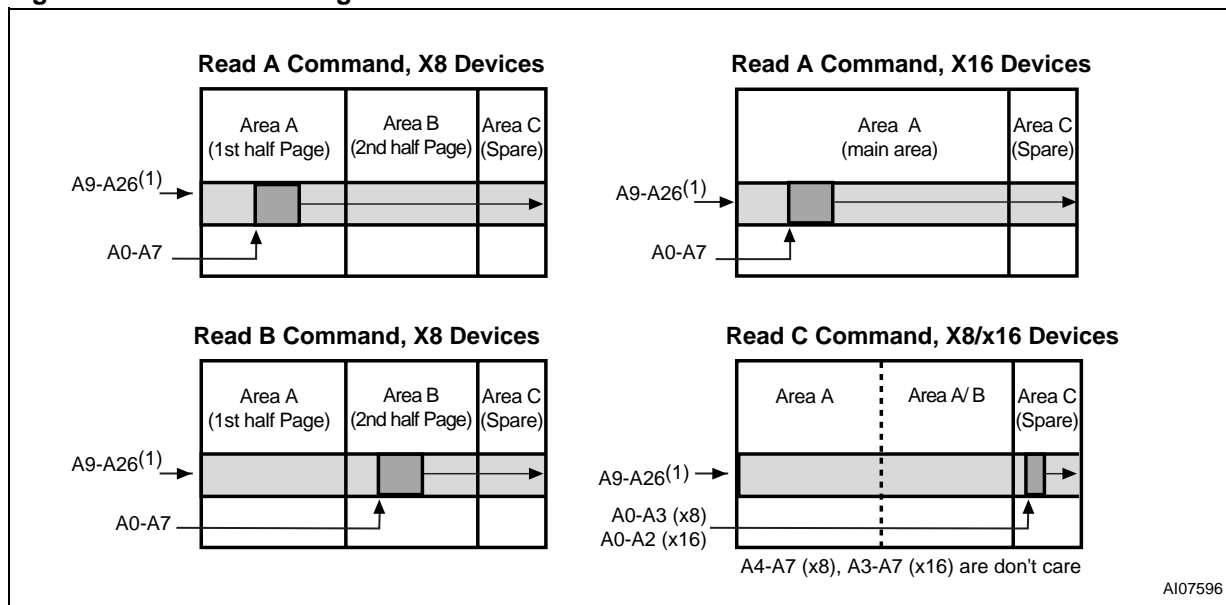 Read A Command, X8 Devices
Area A
(1st half Page)
Area B
(2nd half Page)
Area C
(Spare)
A9-A26(1)
A0-A7
Read A Command, X16 Devices
Area A
(main area)
Area C
(Spare)
A9-A26(1)
A0-A7
Read B Command, X8 Devices
Area A
(1st half Page)
Area B
(2nd half Page)
Area C
(Spare)
A9-A26(1)
A0-A7
Read C Command, X8/x16 Devices
Area A
Area A/ B
Area C
(Spare)
A9-A26(1)
A0-A3 (x8)
A0-A2 (x16)
A4-A7 (x8), A3-A7 (x16) are don't care
AI07596